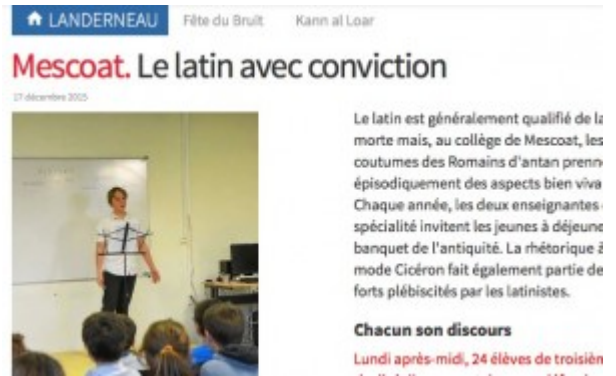 LANDERNEAU Fête du Bruit Kann al Loar
Mescoat. Le latin avec conviction
17 décembre 2015
Le latin est généralement qualifié de la
morte mais, au collège de Mescoat, les
coutumes des Romains d'antan prenne
épisodiquement des aspects bien viva
Chaque année, les deux enseignantes
spécialité invitent les jeunes à déjeune
banquet de l'antiquité. La rhétorique à
mode Cicéron fait également partie de
forts plébiscités par les latinistes.
Chacun son discours
Lundi après-midi, 24 élèves de troisièm